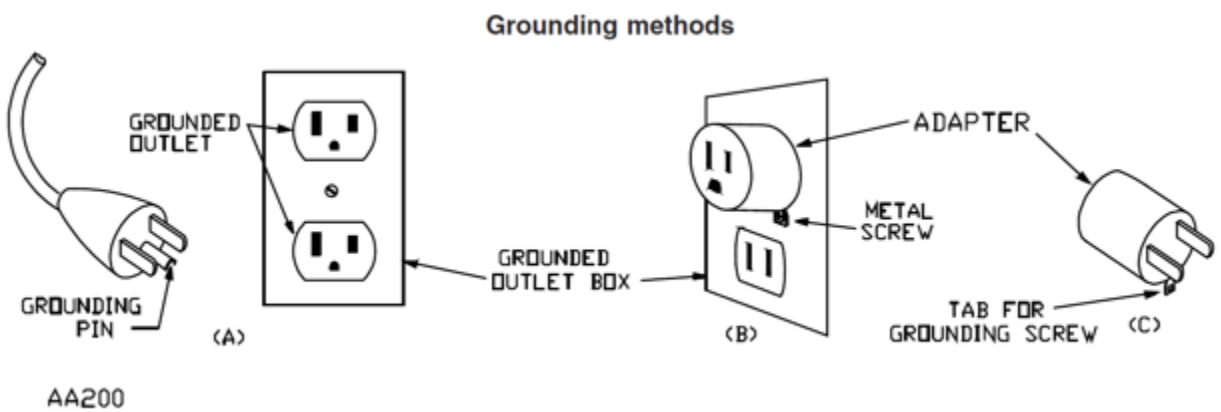 Grounding methods
GROUNDED
OUTLET
GROUNDING
PIN
(A)
GROUNDED
OUTLET BOX
ADAPTER
METAL
SCREW
(B)
TAB FOR
GROUNDING SCREW
(C)
AA200